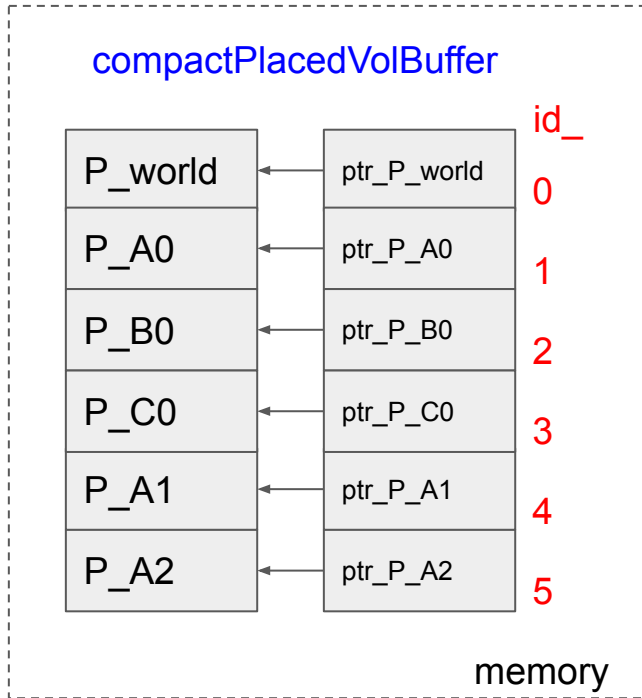 compactPlacedVolBuffer
id_
P_world ptr_P_world 0
P_A0 ptr_P_A0 1
P_B0 ptr_P_B0 2
P_C0 ptr_P_C0 3
P_A1 ptr_P_A1 4
P_A2 ptr_P_A2 5
memory